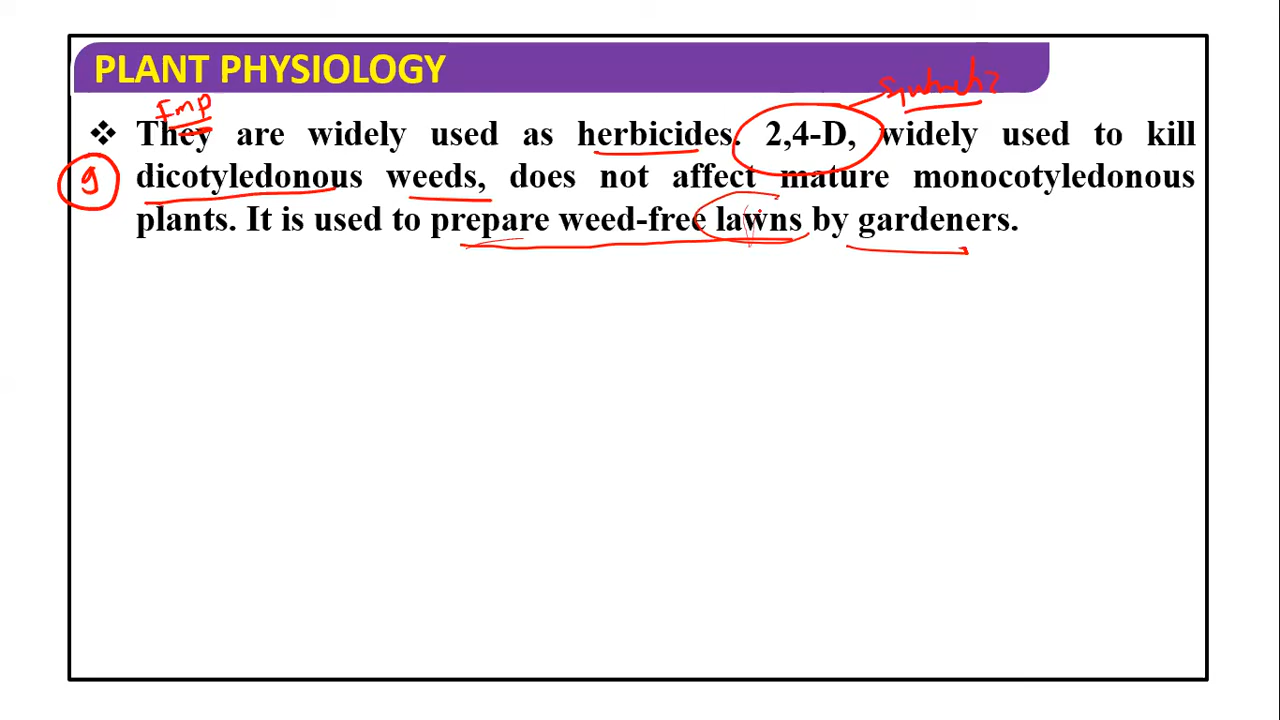 PLANT PHYSIOLOGY
Imp
❖ They are widely used as herbicides. 2,4-D, widely used to kill
9 dicotyledonous weeds, does not affect mature monocotyledonous
plants. It is used to prepare weed-free lawns by gardeners.